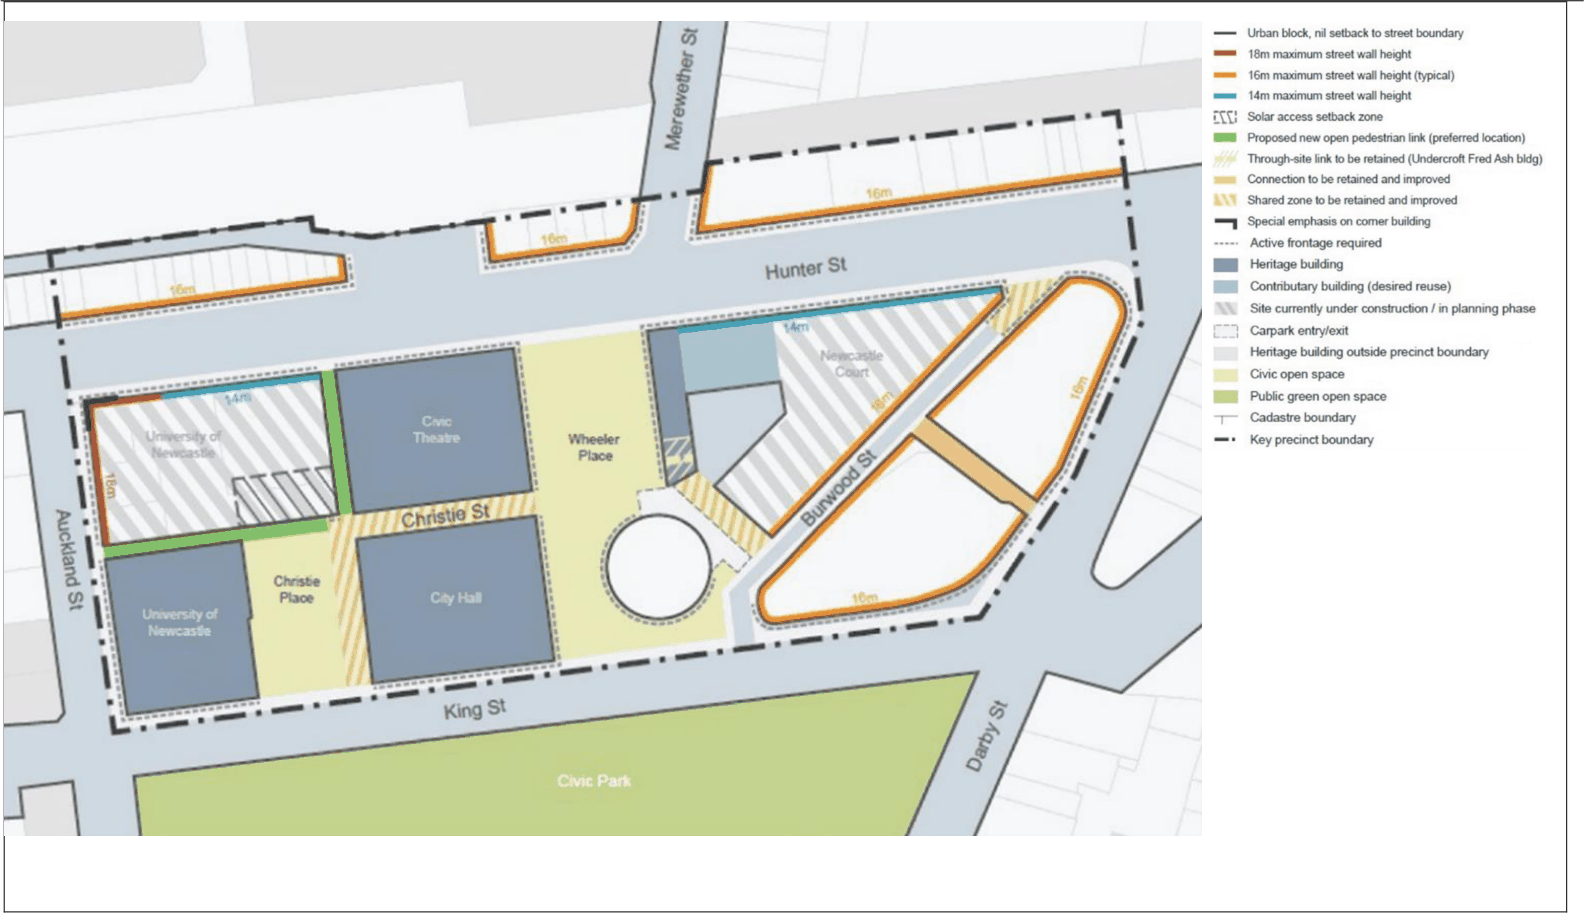 Merewether St
16m
16m
Hunter St
16m
14m
Newcastle
Court
16m
16m
14m
University of
Newcastle
Civic
Theatre
Wheeler
Place
18m
Burwood St
Christie St
Auckland St
Christie
Place
City Hall
16m
University of
Newcastle
King St
Darby St
Civic Park
Urban block, nil setback to street boundary
18m maximum street wall height
16m maximum street wall height (typical)
14m maximum street wall height
Solar access setback zone
Proposed new open pedestrian link (preferred location)
Through-site link to be retained (Undercroft Fred Ash bldg)
Connection to be retained and improved
Shared zone to be retained and improved
Special emphasis on corner building
Active frontage required
Heritage building
Contributary building (desired reuse)
Site currently under construction / in planning phase
Carpark entry/exit
Heritage building outside precinct boundary
Civic open space
Public green open space
Cadastre boundary
Key precinct boundary